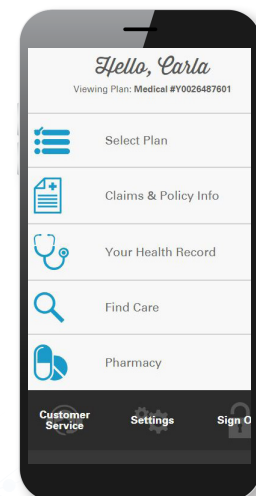 Hello, Carla
Viewing Plan: Medical #Y0026487601
Select Plan
Claims & Policy Info
Your Health Record
Find Care
Pharmacy
Customer
Service
Settings
Sign O